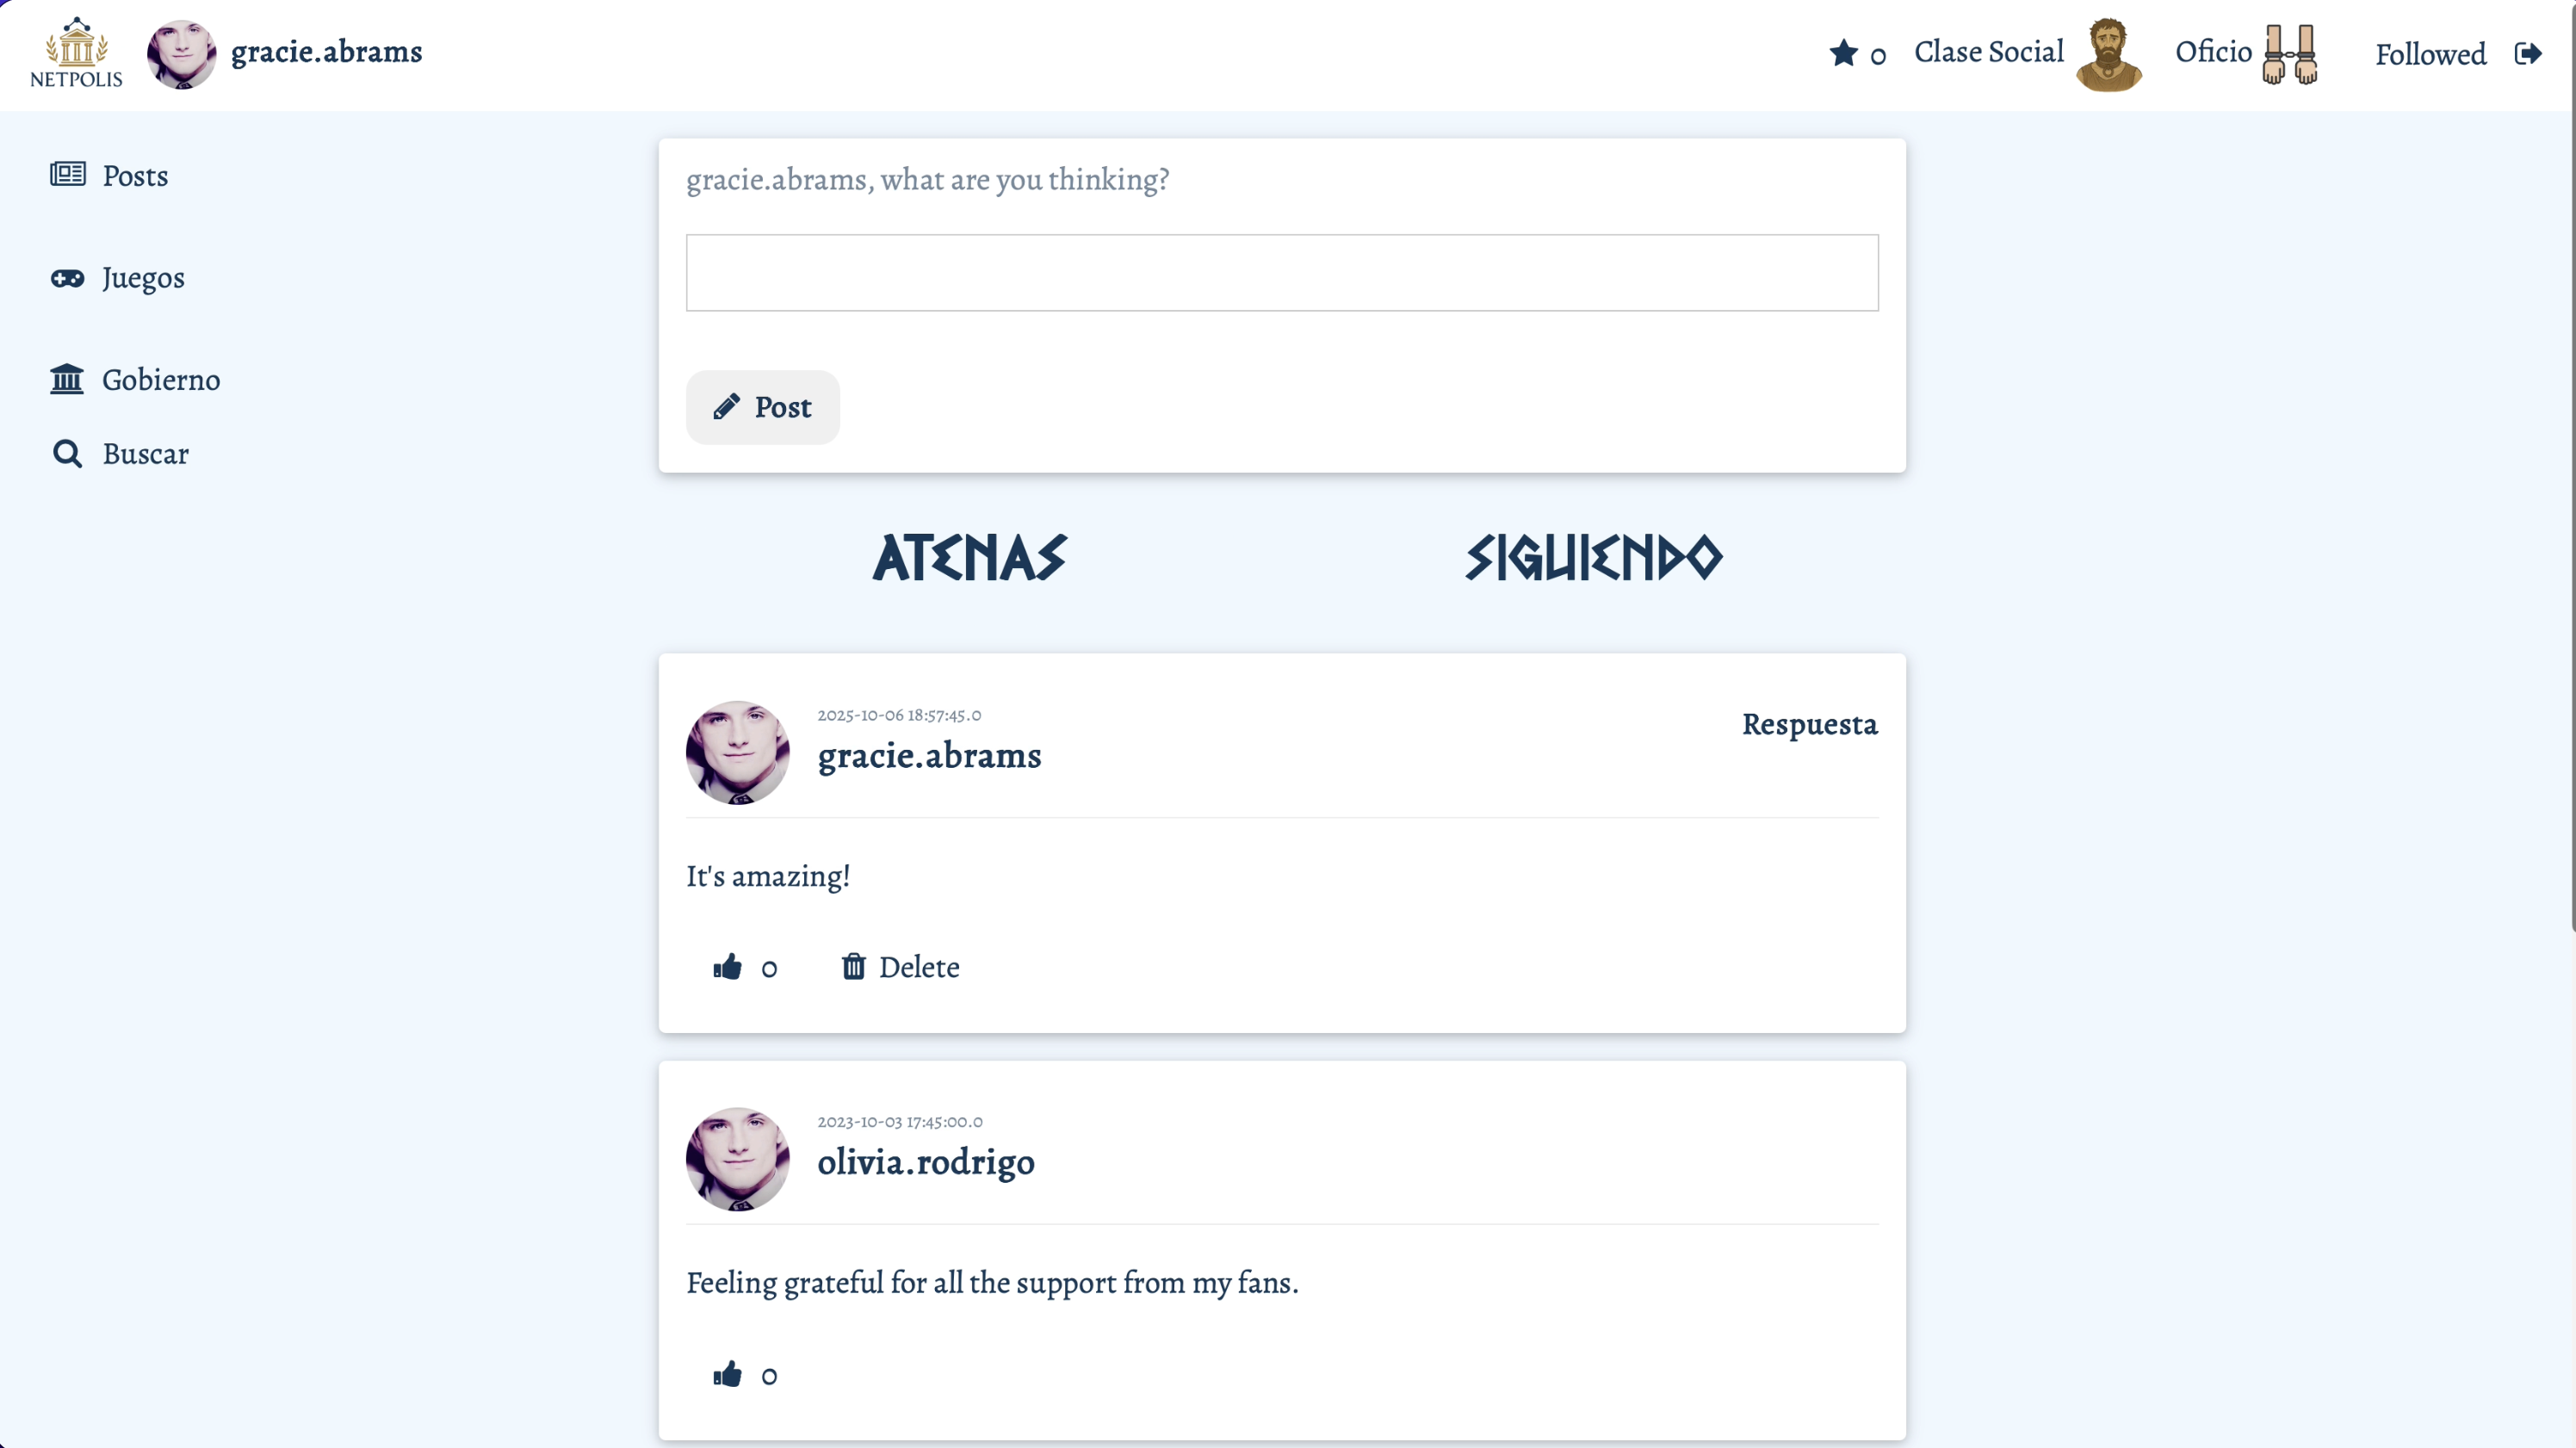 NETPOLIS
gracie.abrams
0
Clase Social
Oficio
Followed
Posts
Juegos
Gobierno
Buscar
gracie.abrams, what are you thinking?
Post
ATENAS
SIGUIENDO
2025-10-06 18:57:45.0
gracie.abrams
Respuesta
It's amazing!
0
Delete
2023-10-03 17:45:00.0
olivia.rodrigo
Feeling grateful for all the support from my fans.
0